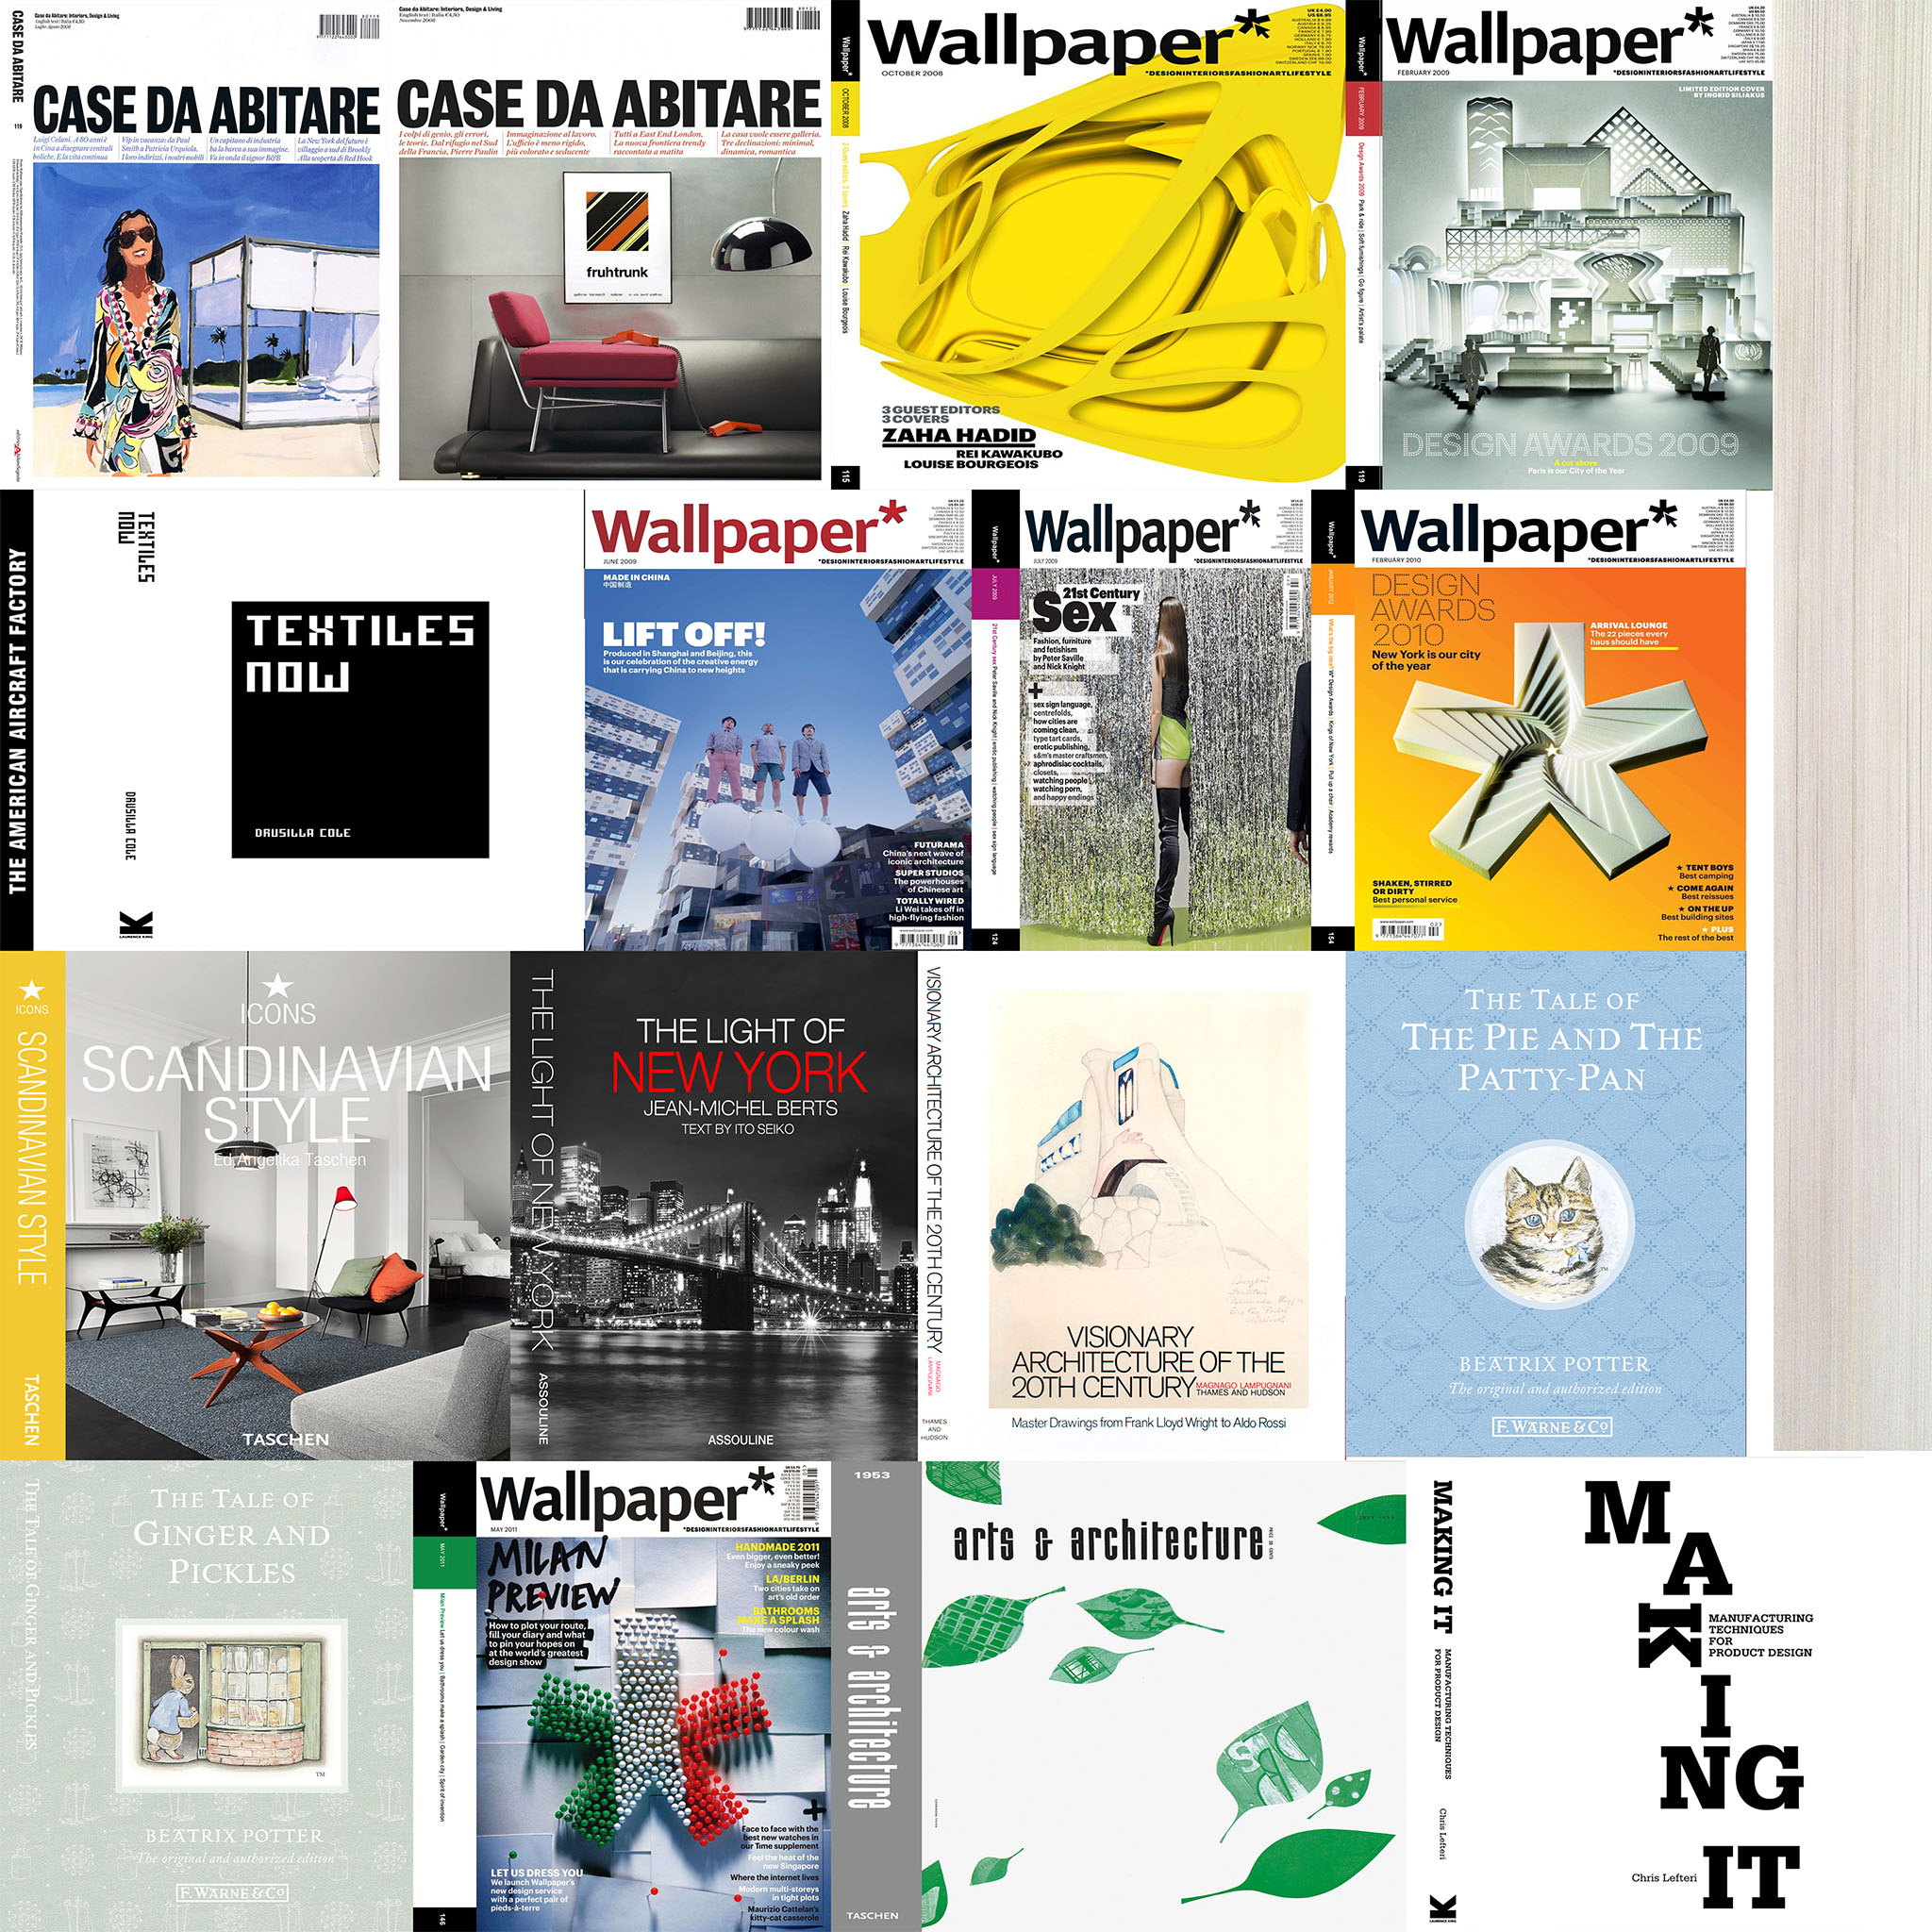 CASE DA ABITARE
119
Case da Abitare: Interiors, Design & Living
English text | Italia €4,50
Luglio Agosto 2008
CASE DA ABITARE
Luigi Colani. A 80 anni è
in Cina a disegnare centrali
boliche. E la vita continua
Vip in vacanza: da Paul
Smith a Patricia Urquiola.
I loro indirizzi, i nostri mobili
Un capitano di industria
ha la barca a sua immagine.
Va in onda il signor B&B
La New York del futuro è
villaggio a sud di Brookly
Alla scoperta di Red Hook
Case da Abitare: Interiors, Design & Living
English text | Italia €4,50
Novembre 2008
CASE DA ABITARE
I colpi di genio, gli errori,
le teorie. Dal rifugio nel Sud
della Francia, Pierre Paulin
Immaginazione al lavoro.
L'ufficio è meno rigido,
più colorato e seducente
Tutti a East End London.
La nuova frontiera trendy
raccontata a matita
La casa vuole essere galleria.
Tre declinazioni: minimal,
dinamica, romantica
fruhtrunk
Wallpaper*
OCTOBER 2008
3 Guest editors, 3 covers Zaha Hadid Rei Kawakubo Louise Bourgeois
115
Wallpaper*
OCTOBER 2008
*DESIGNINTERIORSFASHIONARTLIFESTYLE
3 GUEST EDITORS
3 COVERS
ZAHA HADID
REI KAWAKUBO
LOUISE BOURGEOIS
Wallpaper*
FEBRUARY 2009
Design Awards 2009 Park & ride | Soft furnishings | Go figure | Artist's palate
119
Wallpaper*
FEBRUARY 2009
*DESIGNINTERIORSFASHIONARTLIFESTYLE
LIMITED EDITION COVER
BY INGRID SILIAKUS
DESIGN AWARDS 2009
A cut above
Paris is our City of the Year
THE AMERICAN AIRCRAFT FACTORY
TEXTILES
NOW
DRUSILLA COLE
LAURENCE KING
TEXTILES
NOW
DRUSILLA COLE
Wallpaper*
JUNE 2009
*DESIGNINTERIORSFASHIONARTLIFESTYLE
MADE IN CHINA
中国制造
LIFT OFF!
Produced in Shanghai and Beijing, this
is our celebration of the creative energy
that is carrying China to new heights
FUTURAMA
China's next wave of
iconic architecture
SUPER STUDIOS
The powerhouses
of Chinese art
TOTALLY WIRED
Li Wei takes off in
high-flying fashion
Wallpaper*
JULY 2009
21st Century sex Peter Saville and Nick Knight | erotic publishing | watching people | sex sign language
124
Wallpaper*
JULY 2009
*DESIGNINTERIORSFASHIONARTLIFESTYLE
21st Century
Sex
Fashion, furniture
and fetishism
by Peter Saville
and Nick Knight
+
sex sign language,
centrefolds,
how cities are
coming clean,
type tart cards,
erotic publishing,
s&m's master craftsmen,
aphrodisiac cocktails,
closets,
watching people
watching porn,
and happy endings
Wallpaper*
JANUARY 2012
What's the big idea? W* Design Awards | Kings of New York | Pull up a chair | Academy rewards
154
Wallpaper*
FEBRUARY 2010
*DESIGNINTERIORSFASHIONARTLIFESTYLE
DESIGN
AWARDS
2010
New York is our city
of the year
ARRIVAL LOUNGE
The 22 pieces every
haus should have
SHAKEN, STIRRED
OR DIRTY
Best personal service
★ TENT BOYS
Best camping
★ COME AGAIN
Best reissues
★ ON THE UP
Best building sites
★ PLUS
The rest of the best
ICONS
SCANDINAVIAN STYLE
TASCHEN
ICONS
SCANDINAVIAN
STYLE
Ed. Angelika Taschen
TASCHEN
THE LIGHT OF NEW YORK
ASSOULINE
THE LIGHT OF
NEW YORK
JEAN-MICHEL BERTS
TEXT BY ITO SEIKO
ASSOULINE
VISIONARY ARCHITECTURE OF THE 20TH CENTURY
MAGNAGO
LAMPUGNANI
THAMES
AND
HUDSON
VISIONARY
ARCHITECTURE OF THE
20TH CENTURY
MAGNAGO LAMPUGNANI
THAMES AND HUDSON
Master Drawings from Frank Lloyd Wright to Aldo Rossi
THE TALE OF
THE PIE AND THE
PATTY-PAN
BEATRIX POTTER
The original and authorized edition
F. WARNE & Co
THE TALE OF GINGER AND PICKLES
THE TALE OF
GINGER AND
PICKLES
TM
BEATRIX POTTER
The original and authorized edition
F. WARNE & Co
Wallpaper*
MAY 2011
Milan Preview Let us dress you | Bathrooms make a splash | Garden city | Spirit of invention
146
Wallpaper*
MAY 2011
*DESIGNINTERIORSFASHIONARTLIFESTYLE
MILAN
PREVIEW
How to plot your route,
fill your diary and what
to pin your hopes on
at the world's greatest
design show
HANDMADE 2011
Even bigger, even better!
Enjoy a sneaky peek
LA/BERLIN
Two cities take on
art's old order
BATHROOMS
MAKE A SPLASH
The new colour wash
LET US DRESS YOU
We launch Wallpaper's
new design service
with a perfect pair of
pieds-à-terre
+
Face to face with the
best new watches in
our Time supplement
Feel the heat of the
new Singapore
Where the internet lives
Modern multi-storeys
in tight plots
Maurizio Cattelan's
kitty-cat casserole
1953
arts & architecture
TASCHEN
arts & architecture
PRICE 50 CENTS
MAKING IT
MANUFACTURING TECHNIQUES
FOR PRODUCT DESIGN
Chris Lefteri
LAURENCE KING
MAKING IT
MANUFACTURING
TECHNIQUES
FOR
PRODUCT DESIGN
Chris Lefteri